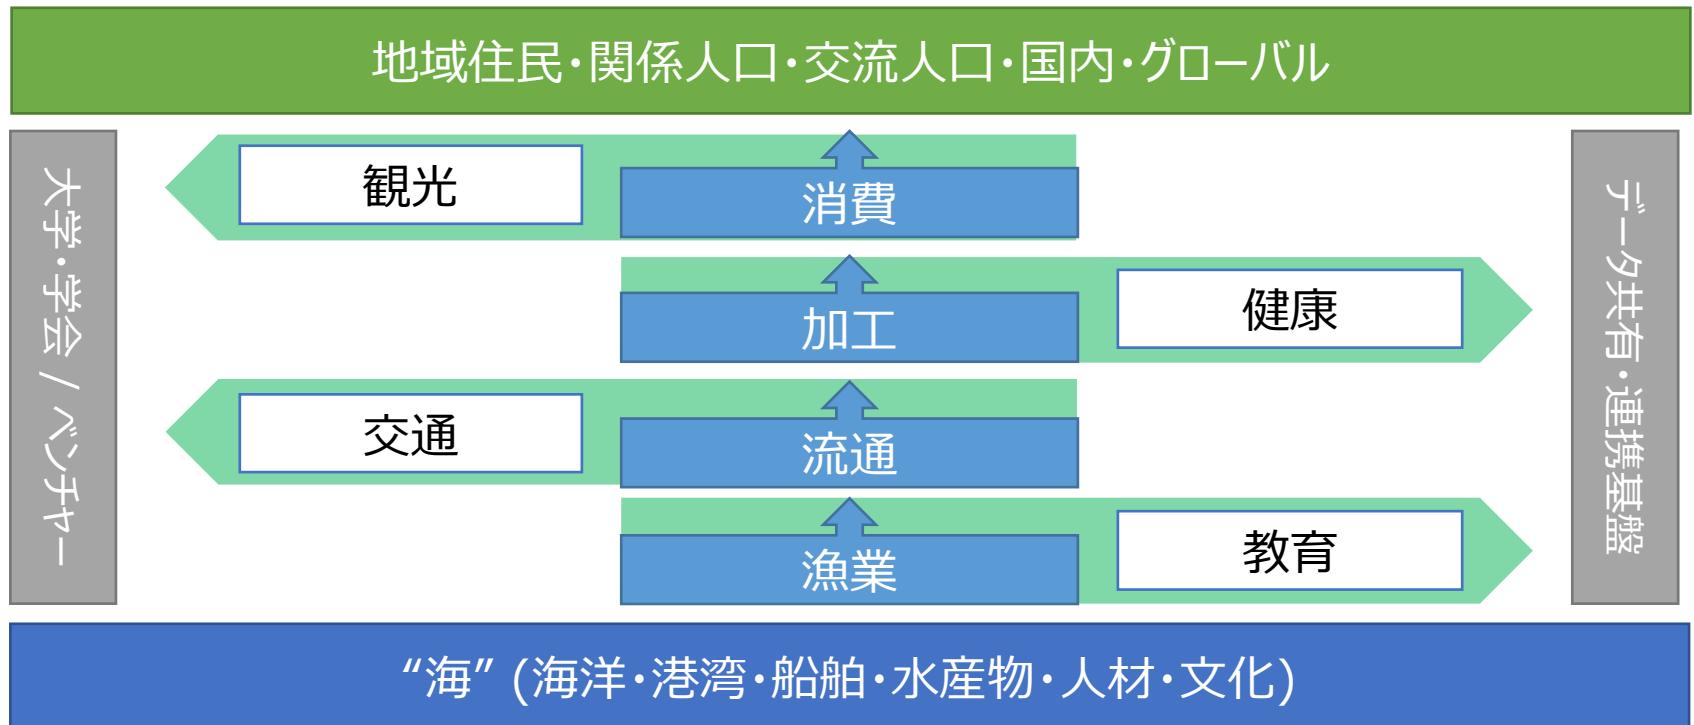 地域住民・関係人口・交流人口・国内・グローバル
大学・学会 / ベンチャー
観光
消費
加工
健康
交通
流通
漁業
教育
データ共有・連携基盤
“海” (海洋・港湾・船舶・水産物・人材・文化)